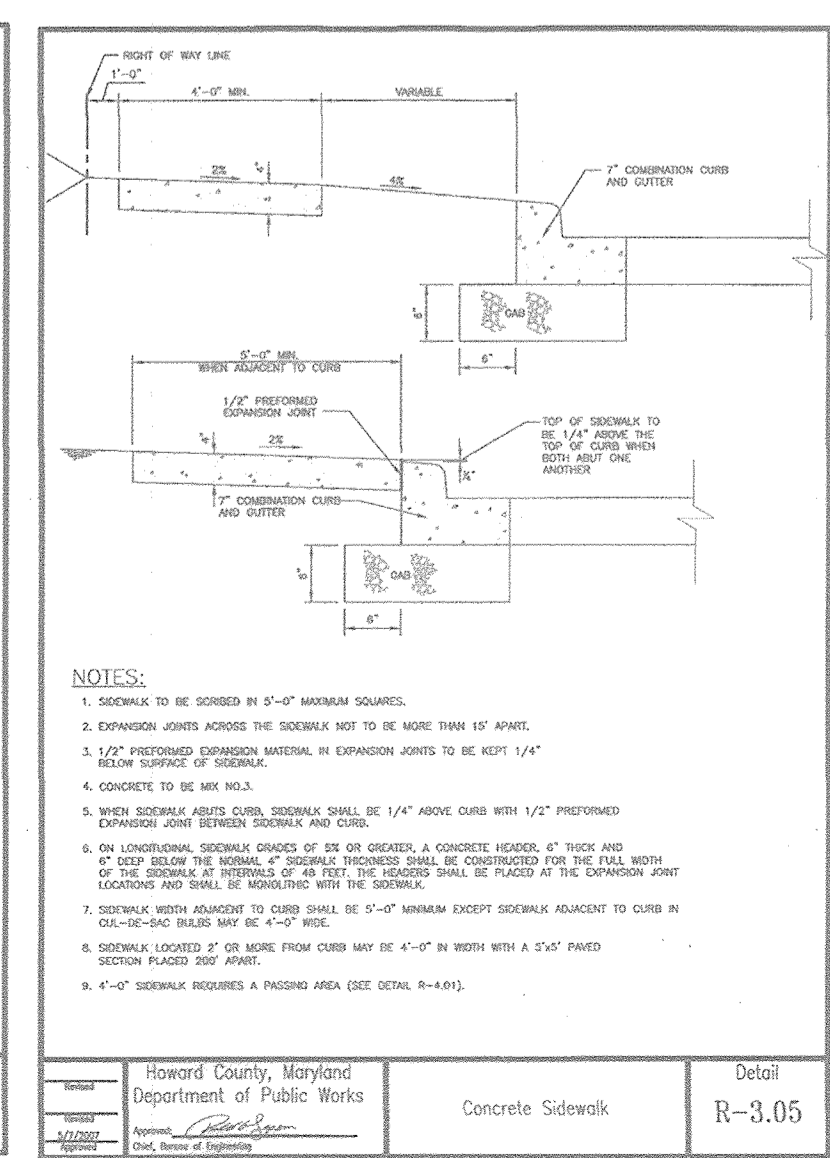 RIGHT OF WAY LINE
1'-0"
4'-0" MIN.
VARIABLE
2%
4"
4%
7" COMBINATION CURB
AND GUTTER
6"
GAB
6"
5'-0" MIN.
WHEN ADJACENT TO CURB
1/2" PREFORMED
EXPANSION JOINT
4"
2%
TOP OF SIDEWALK TO
BE 1/4" ABOVE THE
TOP OF CURB WHEN
BOTH ABUT ONE
ANOTHER
¼"
7" COMBINATION CURB
AND GUTTER
6"
GAB
6"
NOTES:
1. SIDEWALK TO BE SCRIBED IN 5'-0" MAXIMUM SQUARES.
2. EXPANSION JOINTS ACROSS THE SIDEWALK NOT TO BE MORE THAN 15' APART.
3. 1/2" PREFORMED EXPANSION MATERIAL IN EXPANSION JOINTS TO BE KEPT 1/4"
BELOW SURFACE OF SIDEWALK.
4. CONCRETE TO BE MIX NO.3.
5. WHEN SIDEWALK ABUTS CURB, SIDEWALK SHALL BE 1/4" ABOVE CURB WITH 1/2" PREFORMED
EXPANSION JOINT BETWEEN SIDEWALK AND CURB.
6. ON LONGITUDINAL SIDEWALK GRADES OF 5% OR GREATER, A CONCRETE HEADER, 6" THICK AND
6" DEEP BELOW THE NORMAL 4" SIDEWALK THICKNESS SHALL BE CONSTRUCTED FOR THE FULL WIDTH
OF THE SIDEWALK AT INTERVALS OF 48 FEET. THE HEADERS SHALL BE PLACED AT THE EXPANSION JOINT
LOCATIONS AND SHALL BE MONOLITHIC WITH THE SIDEWALK.
7. SIDEWALK WIDTH ADJACENT TO CURB SHALL BE 5'-0" MINIMUM EXCEPT SIDEWALK ADJACENT TO CURB IN
CUL-DE-SAC BULBS MAY BE 4'-0" WIDE.
8. SIDEWALK LOCATED 2' OR MORE FROM CURB MAY BE 4'-0" IN WIDTH WITH A 5'x5' PAVED
SECTION PLACED 200' APART.
9. 4'-0" SIDEWALK REQUIRES A PASSING AREA (SEE DETAIL R-4.01).
Revised
Revised
5/7/2007
Approved
Howard County, Maryland
Department of Public Works
Approved:
Chief, Bureau of Engineering
Concrete Sidewalk
Detail
R-3.05